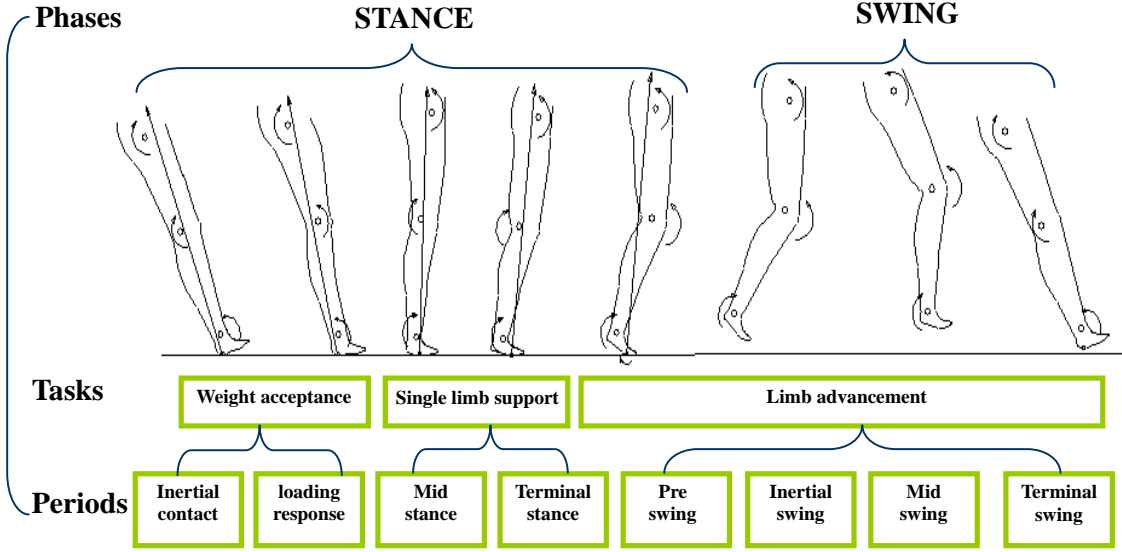 Phases
STANCE
SWING
Tasks
Weight acceptance
Single limb support
Limb advancement
Periods
Inertial
contact
loading
response
Mid
stance
Terminal
stance
Pre
swing
Inertial
swing
Mid
swing
Terminal
swing